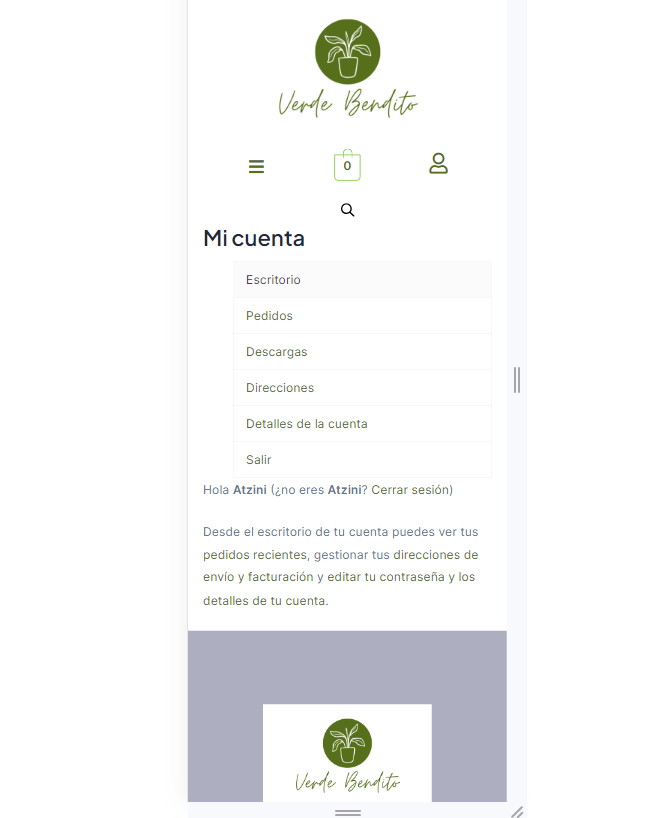 Verde Bendito
0
Mi cuenta
Escritorio
Pedidos
Descargas
Direcciones
Detalles de la cuenta
Salir
Hola Atzini (¿no eres Atzini? Cerrar sesión)
Desde el escritorio de tu cuenta puedes ver tus
pedidos recientes, gestionar tus direcciones de
envío y facturación y editar tu contraseña y los
detalles de tu cuenta.
Verde Bendito